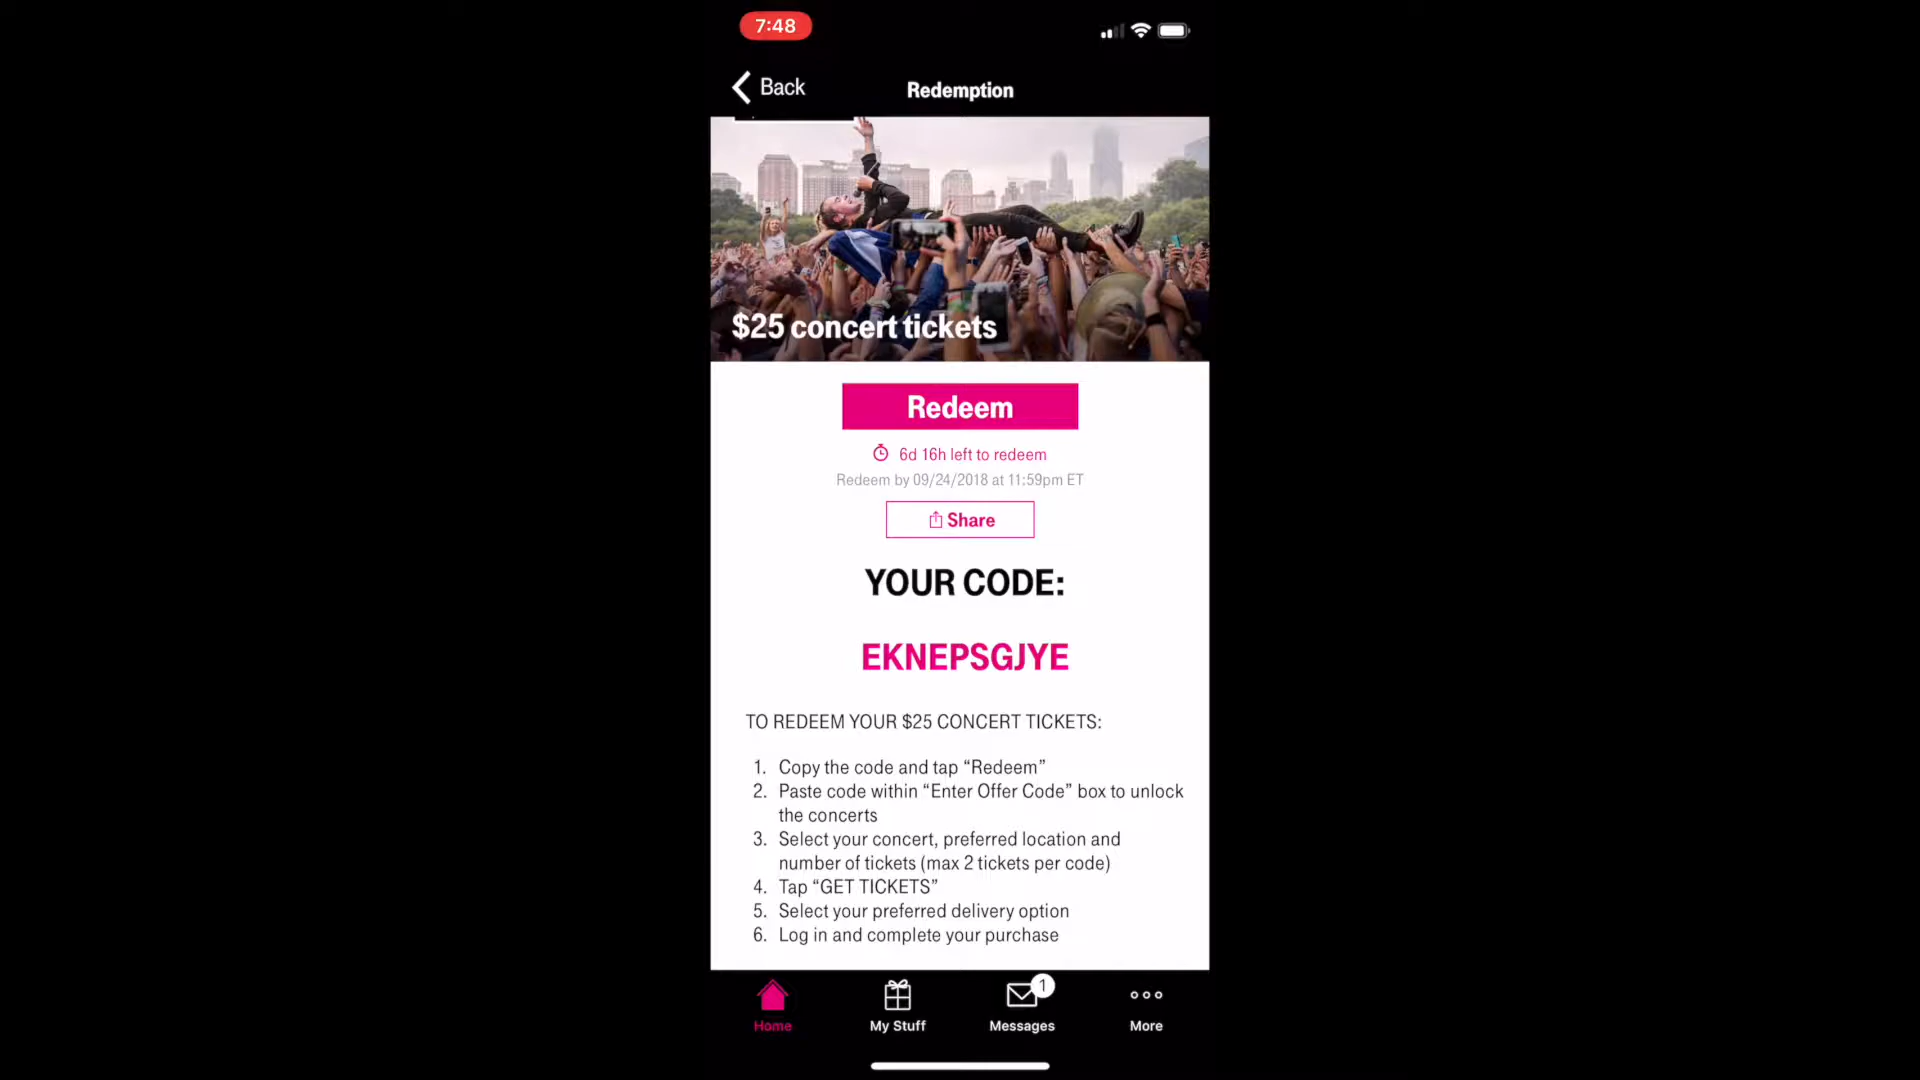 7:48
Back
Redemption
$25 concert tickets
Redeem
6d 16h left to redeem
Redeem by 09/24/2018 at 11:59pm ET
Share
YOUR CODE:
EKNEPSGJYE
TO REDEEM YOUR $25 CONCERT TICKETS:
1. Copy the code and tap “Redeem”
2. Paste code within “Enter Offer Code” box to unlock
the concerts
3. Select your concert, preferred location and
number of tickets (max 2 tickets per code)
4. Tap “GET TICKETS”
5. Select your preferred delivery option
6. Log in and complete your purchase
1
Home
My Stuff
Messages
More